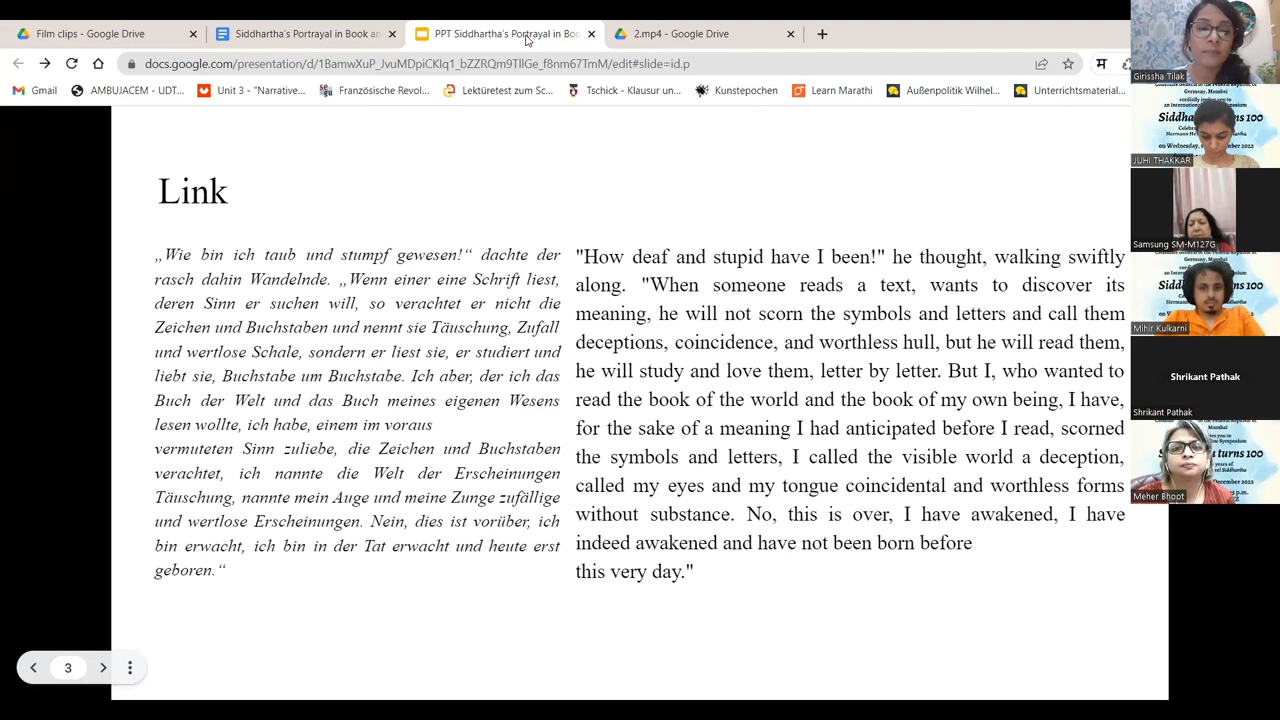 Film clips - Google Drive
Siddhartha's Portrayal in Book an
PPT Siddhartha's Portrayal in Boo
2.mp4 - Google Drive
docs.google.com/presentation/d/1BamwXuP_JvuMDpiCKIq1_bZZRQm9TlIGe_f8nm67TmM/edit#slide=id.p
Gmail
AMBUJACEM - UDT...
Unit 3 - "Narrative...
Französische Revol...
Lektüretest zum Sc...
Tschick - Klausur un...
Kunstepochen
Learn Marathi
Außenpolitik Wilhel...
Unterrichtsmaterial...
Link
„Wie bin ich taub und stumpf gewesen!“ dachte der
rasch dahin Wandelnde. „Wenn einer eine Schrift liest,
deren Sinn er suchen will, so verachtet er nicht die
Zeichen und Buchstaben und nennt sie Täuschung, Zufall
und wertlose Schale, sondern er liest sie, er studiert und
liebt sie, Buchstabe um Buchstabe. Ich aber, der ich das
Buch der Welt und das Buch meines eigenen Wesens
lesen wollte, ich habe, einem im voraus
vermuteten Sinn zuliebe, die Zeichen und Buchstaben
verachtet, ich nannte die Welt der Erscheinungen
Täuschung, nannte mein Auge und meine Zunge zufällige
und wertlose Erscheinungen. Nein, dies ist vorüber, ich
bin erwacht, ich bin in der Tat erwacht und heute erst
geboren.“
"How deaf and stupid have I been!" he thought, walking swiftly
along. "When someone reads a text, wants to discover its
meaning, he will not scorn the symbols and letters and call them
deceptions, coincidence, and worthless hull, but he will read them,
he will study and love them, letter by letter. But I, who wanted to
read the book of the world and the book of my own being, I have,
for the sake of a meaning I had anticipated before I read, scorned
the symbols and letters, I called the visible world a deception,
called my eyes and my tongue coincidental and worthless forms
without substance. No, this is over, I have awakened, I have
indeed awakened and have not been born before
this very day."
3
Girissha Tilak
Germany, Mumbai
cordially invites you to
Siddha
rns 100
on Wednesday,
JUHI THAKKAR
Samsung SM-M127G
Mihir Kulkarni
Shrikant Pathak
Shrikant Pathak
turns 100
Meher Bhoot